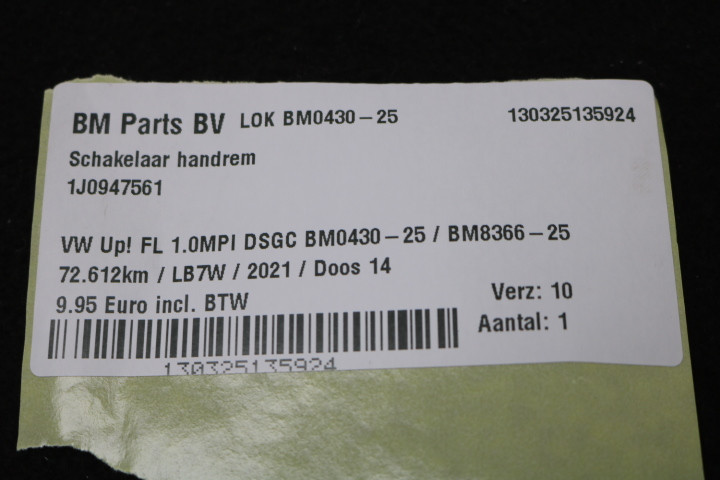 BM Parts BV LOK BM0430-25 130325135924
Schakelaar handrem
1J0947561
VW Up! FL 1.0MPI DSGC BM0430-25 / BM8366-25
72.612km / LB7W / 2021 / Doos 14
9.95 Euro incl. BTW
Verz: 10
Aantal: 1
130325135924